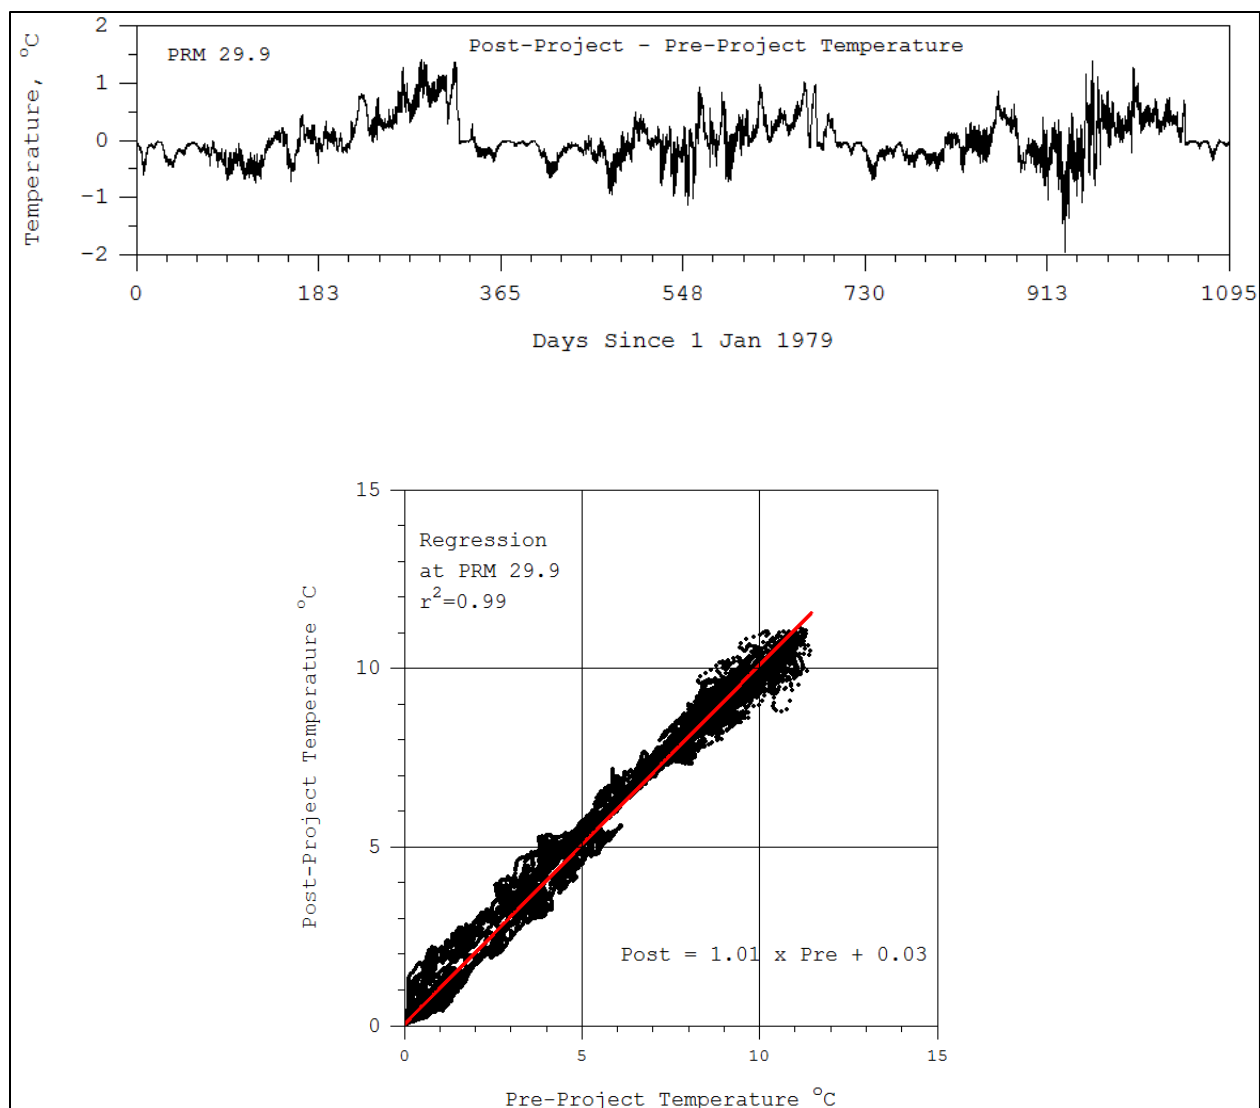 Post-Project - Pre-Project Temperature
PRM 29.9
Temperature, °C
2
1
0
-1
-2
0 183 365 548 730 913 1095
Days Since 1 Jan 1979
Regression
at PRM 29.9
r²=0.99
Post-Project Temperature °C
15
10
5
0
Post = 1.01 x Pre + 0.03
0 5 10 15
Pre-Project Temperature °C